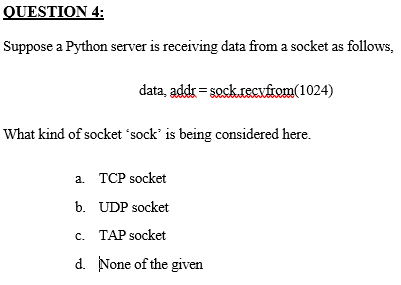 QUESTION 4:
Suppose a Python server is receiving data from a socket as follows,
data, addr = sock.recvfrom(1024)
What kind of socket ‘sock’ is being considered here.
a. TCP socket
b. UDP socket
c. TAP socket
d. None of the given